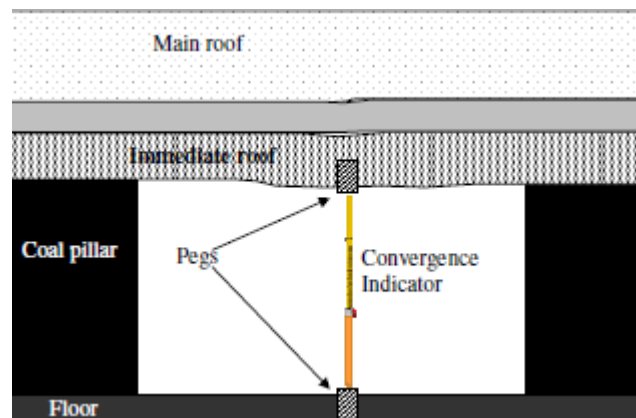 Main roof
Immediate roof
Coal pillar
Pegs
Convergence
Indicator
Floor